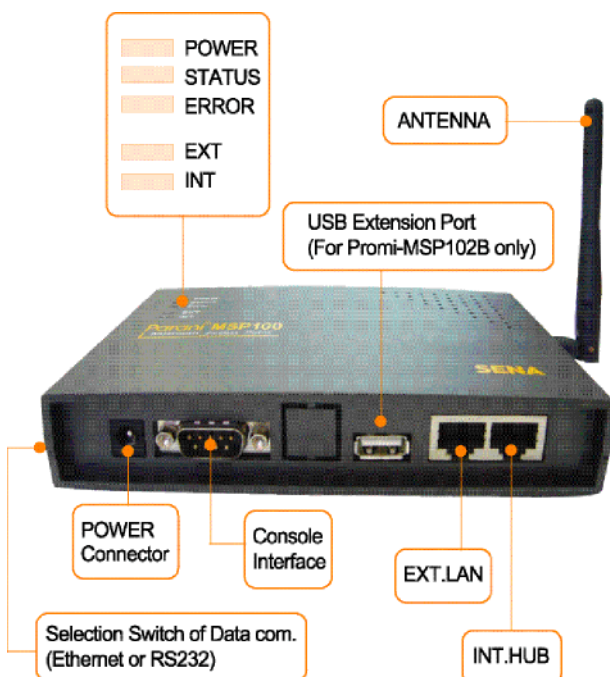 POWER
STATUS
ERROR
EXT
INT
ANTENNA
USB Extension Port
(For Promi-MSP102B only)
Parani MSP100
SENA
POWER
Connector
Console
Interface
EXT.LAN
Selection Switch of Data com.
(Ethernet or RS232)
INT.HUB